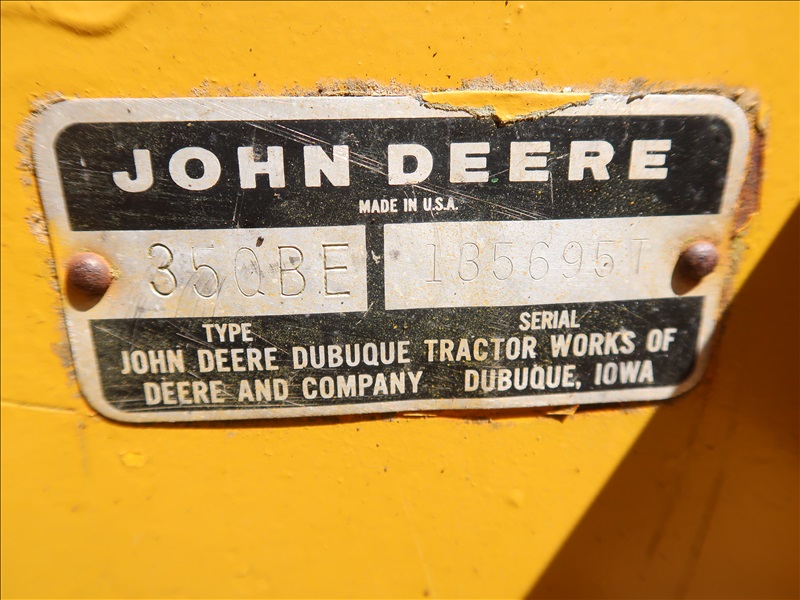 JOHN DEERE
MADE IN U.S.A.
350BE 185695T
TYPE SERIAL
JOHN DEERE DUBUQUE TRACTOR WORKS OF
DEERE AND COMPANY DUBUQUE, IOWA